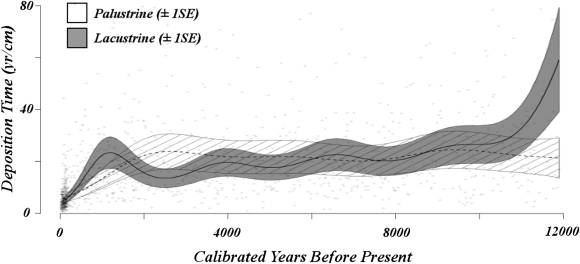 80
Palustrine (± 1SE)
Lacustrine (± 1SE)
40
0
Deposition Time (yr/cm)
0 4000 8000 12000
Calibrated Years Before Present